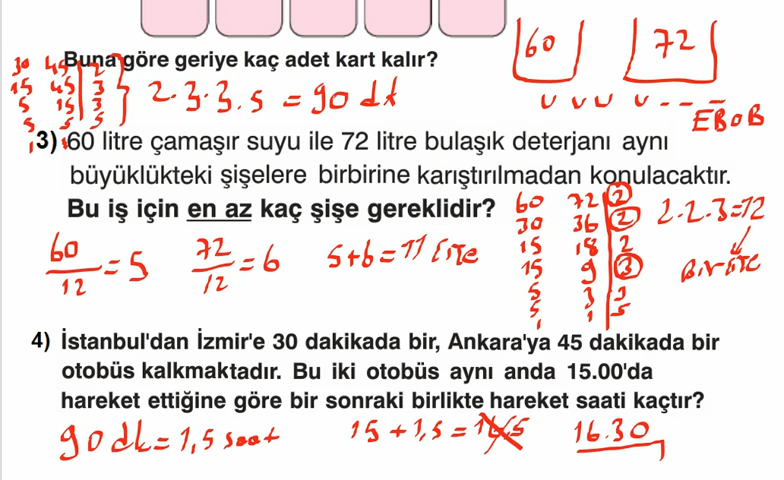 Buna göre geriye kaç adet kart kalır?
60
72
30 45 2
15 45 3
5 15 3
5 5 5
2.3.3.5 = 90 dk
EBOB
3) 60 litre çamaşır suyu ile 72 litre bulaşık deterjanı aynı
büyüklükteki şişelere birbirine karıştırılmadan konulacaktır.
Bu iş için en az kaç şişe gereklidir?
60 72 2
30 36 2
15 18 2
15 9 3
5 3 3
5 1 5
1
2.2.3=12
60/12 = 5
72/12 = 6
5+6=11 şişe
Bir şişe
4) İstanbul'dan İzmir'e 30 dakikada bir, Ankara'ya 45 dakikada bir
otobüs kalkmaktadır. Bu iki otobüs aynı anda 15.00'da
hareket ettiğine göre bir sonraki birlikte hareket saati kaçtır?
90 dk = 1,5 saat
15 + 1,5 = 16,5
16.30